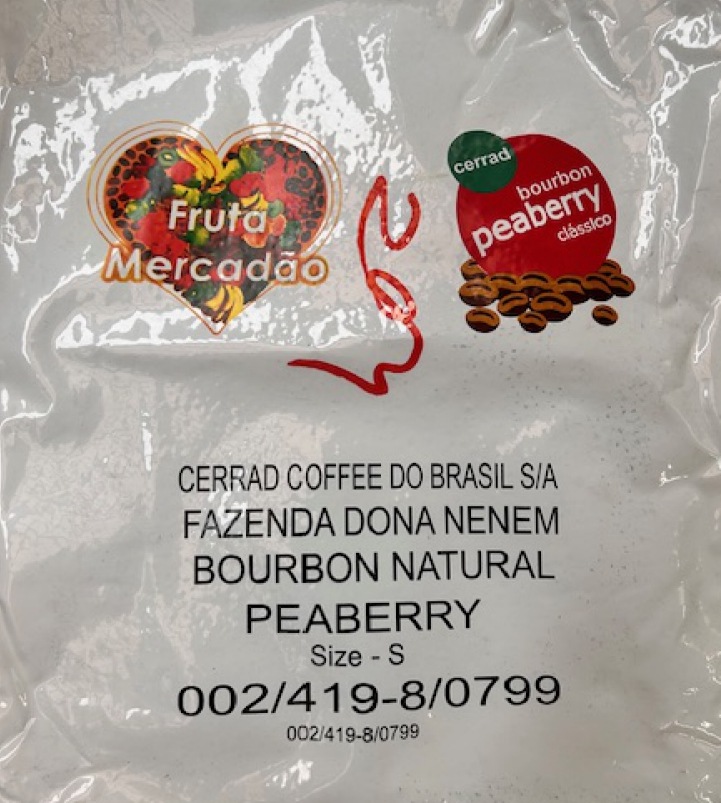 Fruta
Mercadão
cerrad
bourbon
peaberry
clássico
CERRAD COFFEE DO BRASIL S/A
FAZENDA DONA NENEM
BOURBON NATURAL
PEABERRY
Size - S
002/419-8/0799
002/419-8/0799